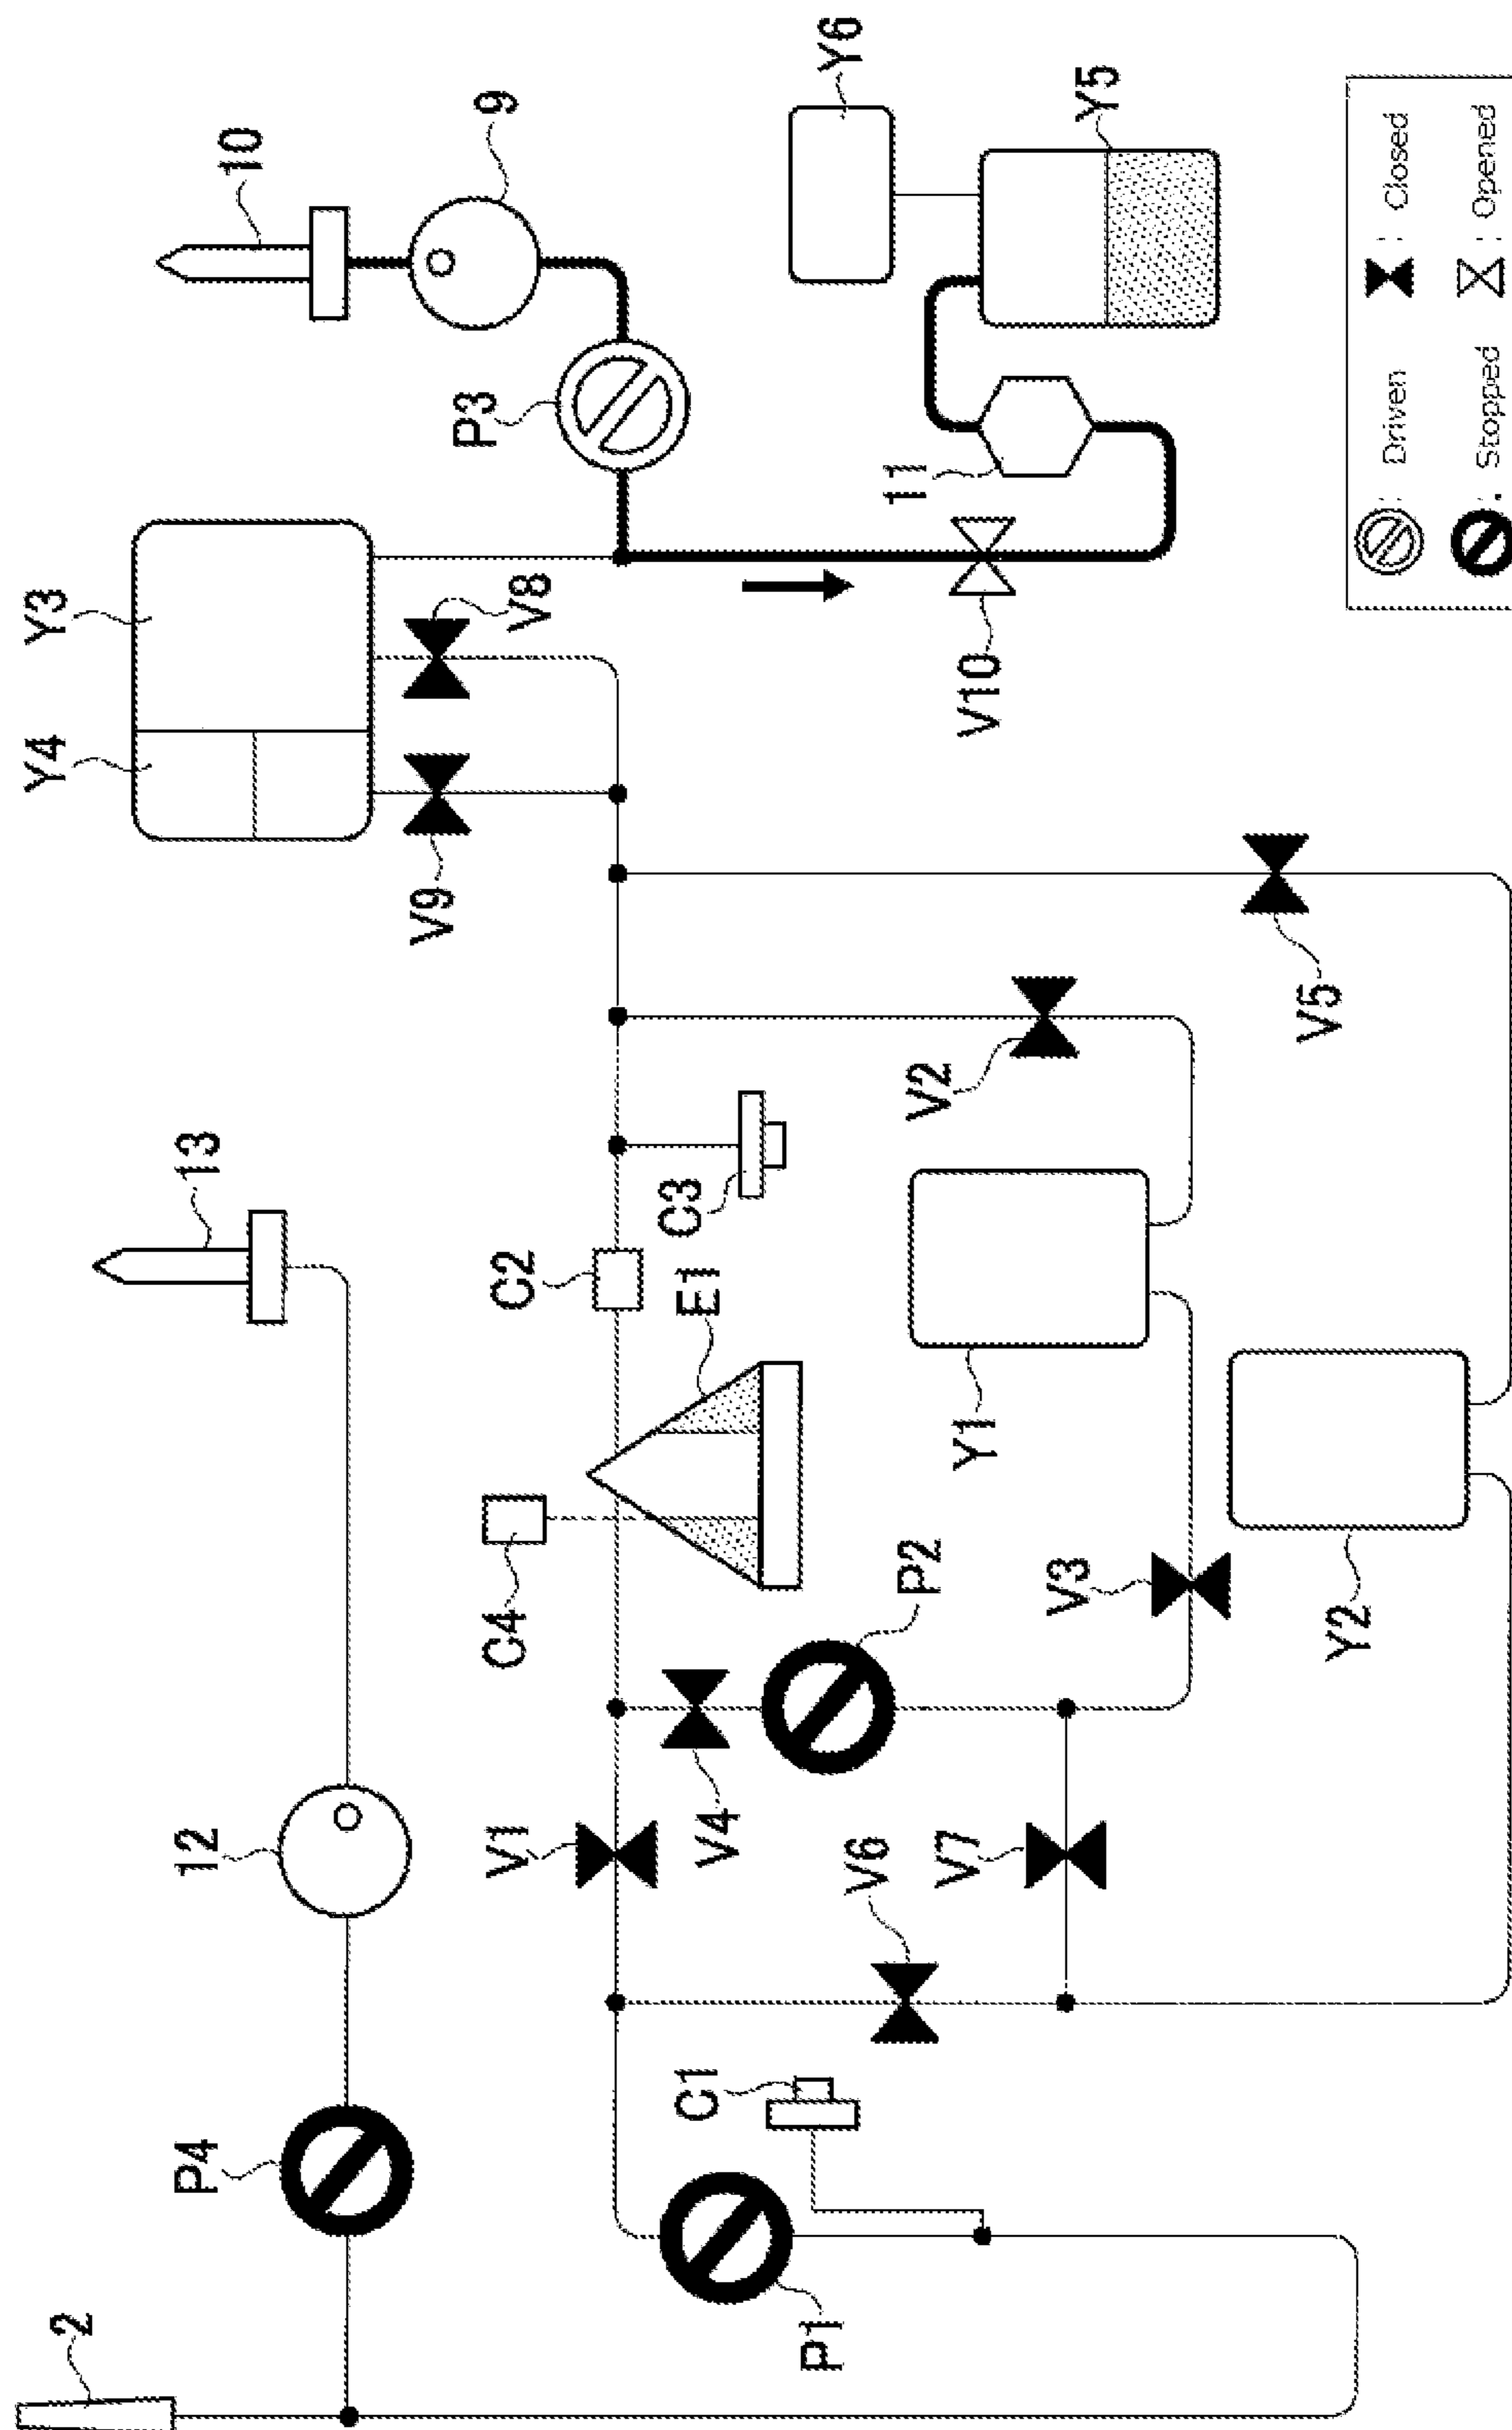 2
P4
12
13
10
9
P3
Y3
Y4
V8
V9
V10
11
Y6
Y5
C4
C2
E1
C3
V1
V4
P2
V2
V5
Y1
V3
Y2
V6
V7
C1
P1
: Driven
: Closed
: Stopped
: Opened